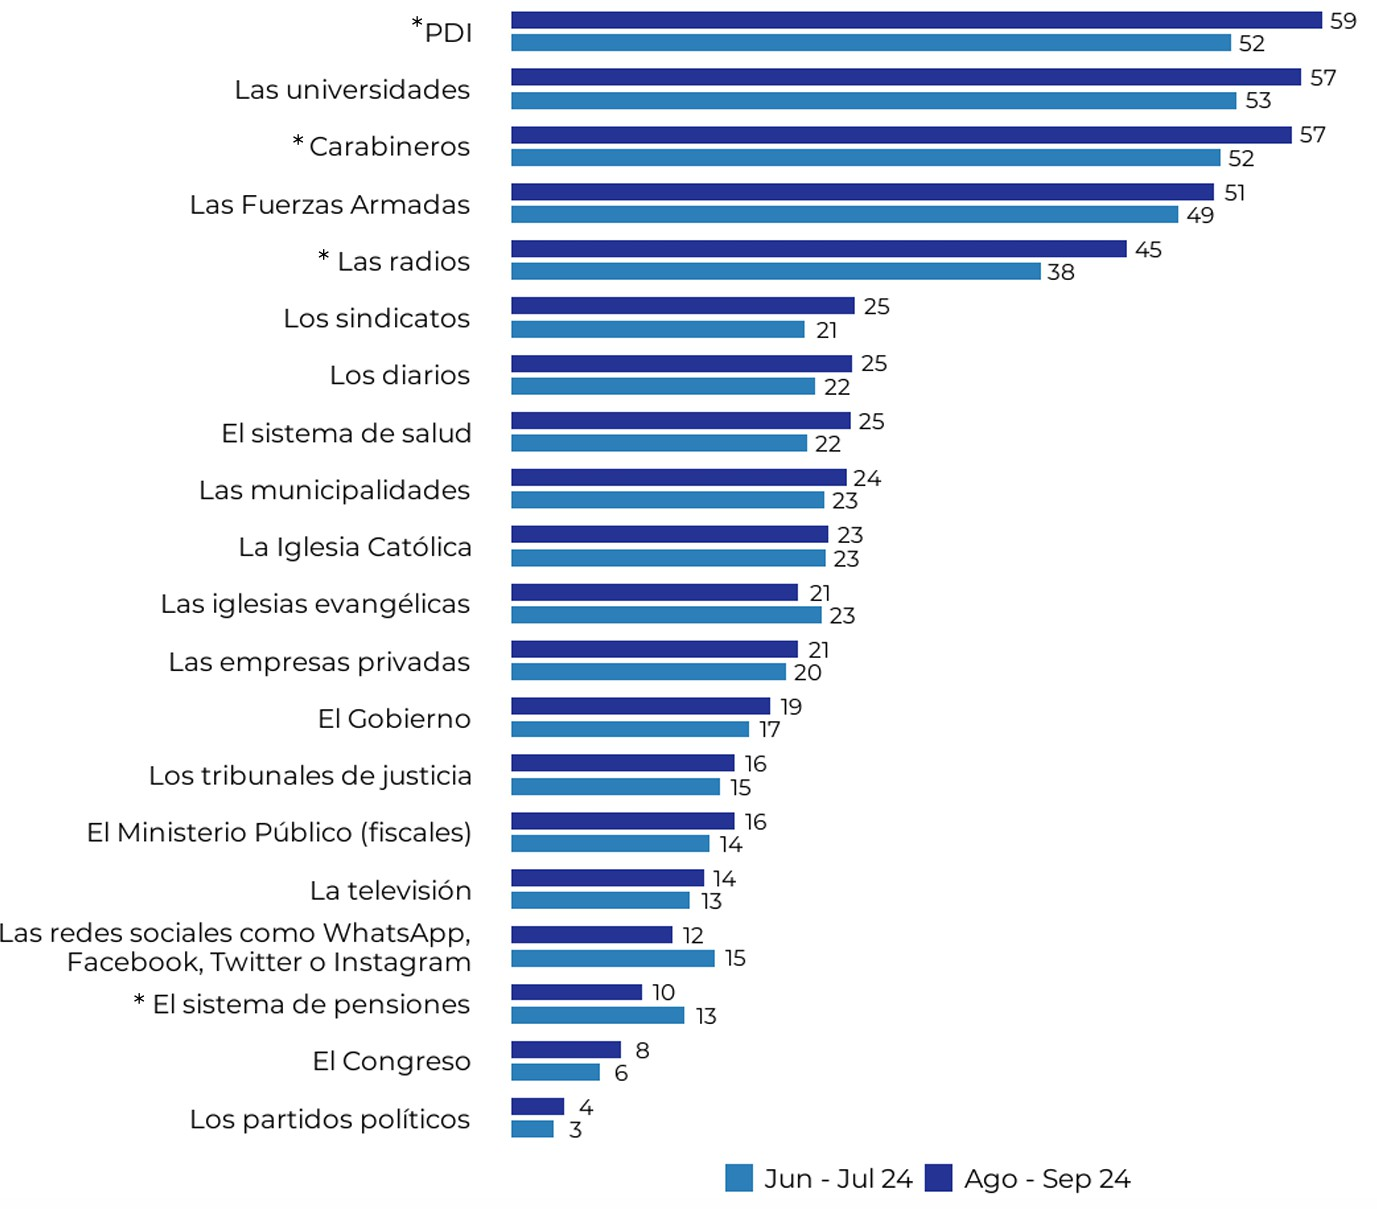 *PDI
59
52
Las universidades
57
53
* Carabineros
57
52
Las Fuerzas Armadas
51
49
* Las radios
45
38
Los sindicatos
25
21
Los diarios
25
22
El sistema de salud
25
22
Las municipalidades
24
23
La Iglesia Católica
23
23
Las iglesias evangélicas
21
23
Las empresas privadas
21
20
El Gobierno
19
17
Los tribunales de justicia
16
15
El Ministerio Público (fiscales)
16
14
La televisión
14
13
Las redes sociales como WhatsApp,
Facebook, Twitter o Instagram
12
15
* El sistema de pensiones
10
13
El Congreso
8
6
Los partidos políticos
4
3
Jun - Jul 24 Ago - Sep 24